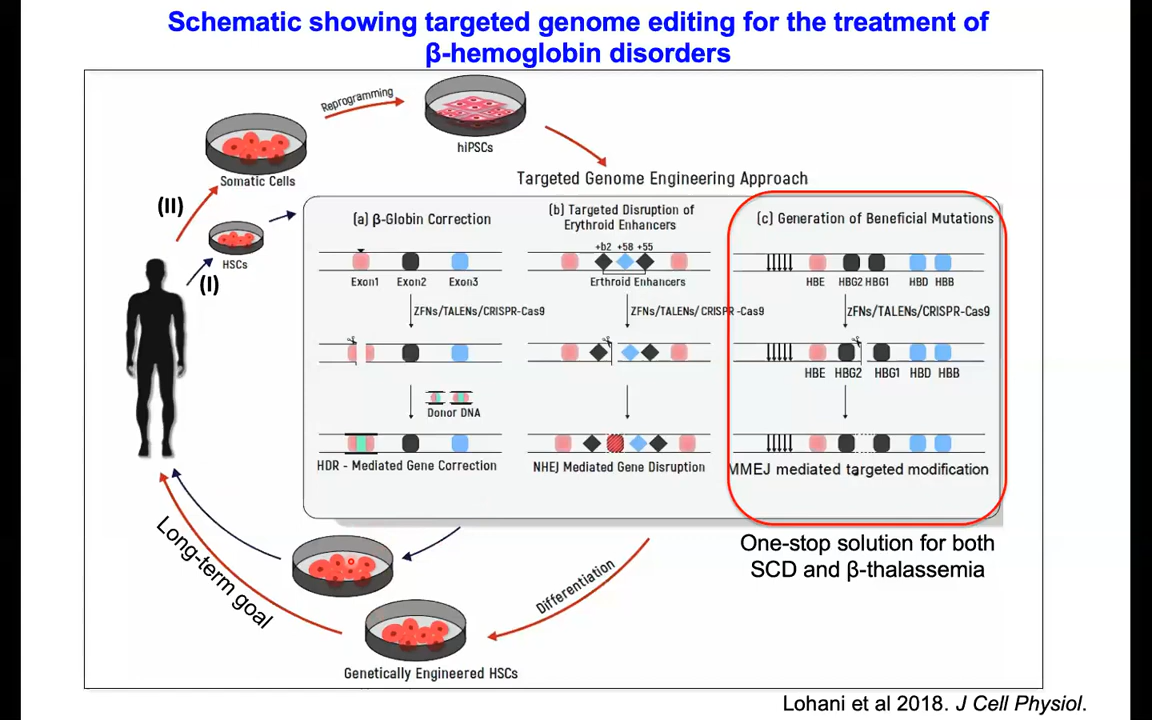 Schematic showing targeted genome editing for the treatment of
β-hemoglobin disorders
Reprogramming
hiPSCs
Somatic Cells
(II)
HSCs
(I)
Targeted Genome Engineering Approach
(a) β-Globin Correction
Exon1 Exon2 Exon3
ZFNs/TALENs/CRISPR-Cas9
Donor DNA
HDR - Mediated Gene Correction
(b) Targeted Disruption of
Erythroid Enhancers
+b2 +58 +55
Erthroid Enhancers
ZFNs/TALENs/CRISPR-Cas9
NHEJ Mediated Gene Disruption
(c) Generation of Beneficial Mutations
HBE HBG2 HBG1 HBD HBB
ZFNs/TALENs/CRISPR-Cas9
HBE HBG2 HBG1 HBD HBB
MMEJ mediated targeted modification
One-stop solution for both
SCD and β-thalassemia
Differentiation
Long-term goal
Genetically Engineered HSCs
Lohani et al 2018. J Cell Physiol.